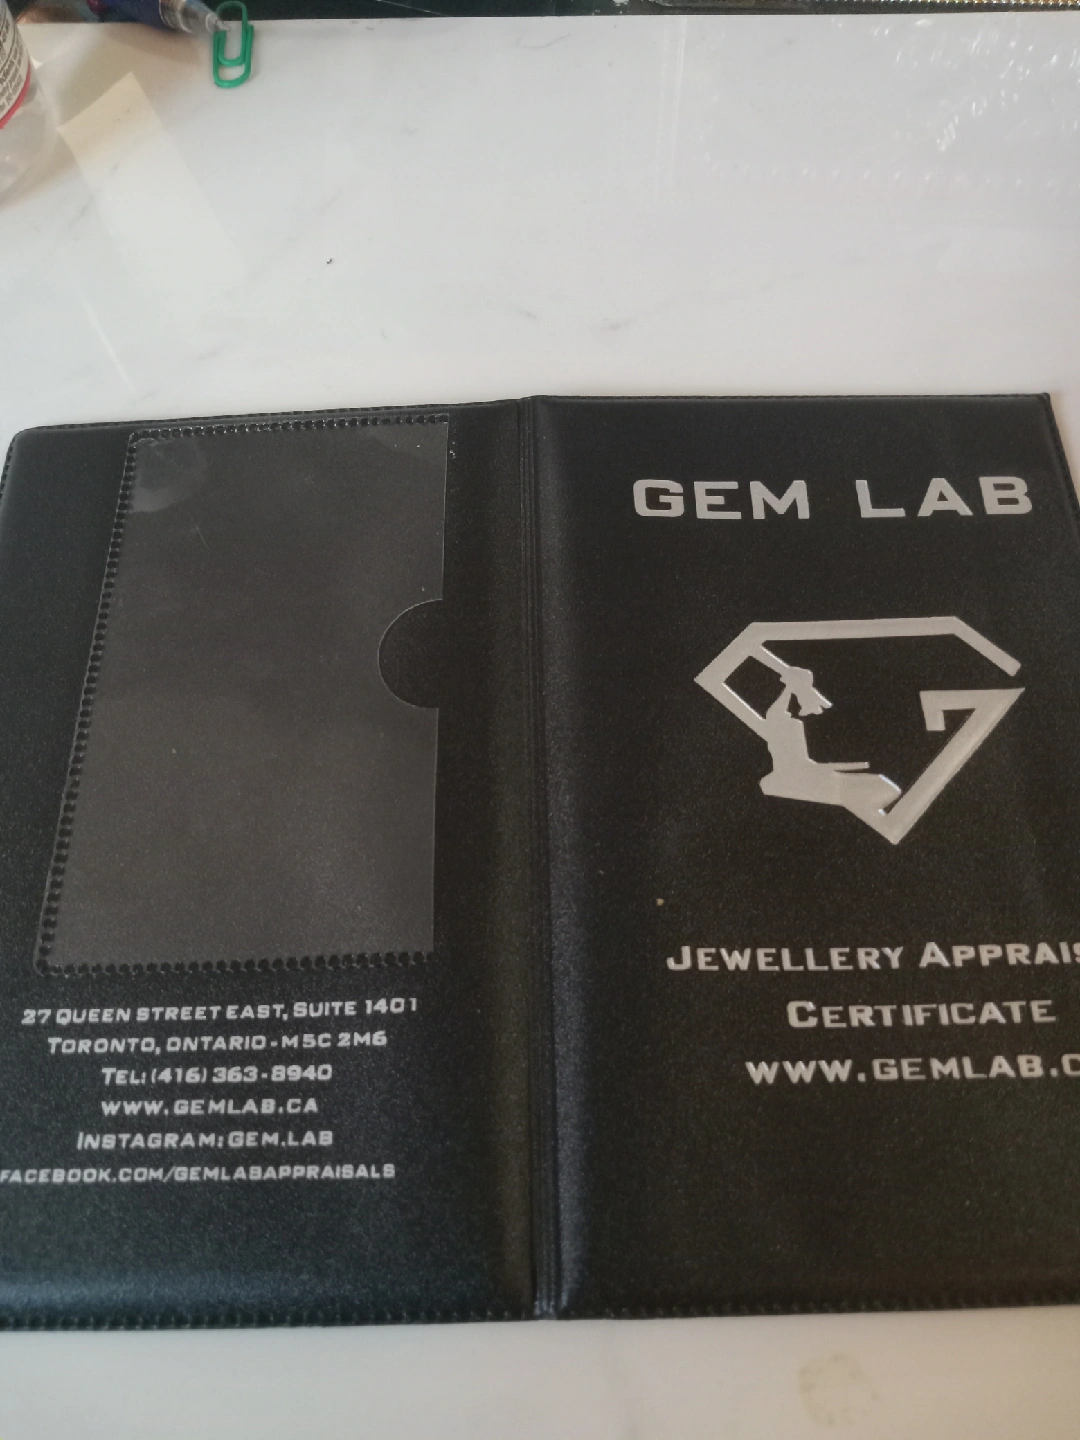 27 QUEEN STREET EAST, SUITE 1401
TORONTO, ONTARIO - M5C 2M6
TEL: (416) 363-8940
WWW.GEMLAB.CA
INSTAGRAM: GEM.LAB
FACEBOOK.COM/GEMLABAPPRAISALS
GEM LAB
JEWELLERY
CERTIFICATE